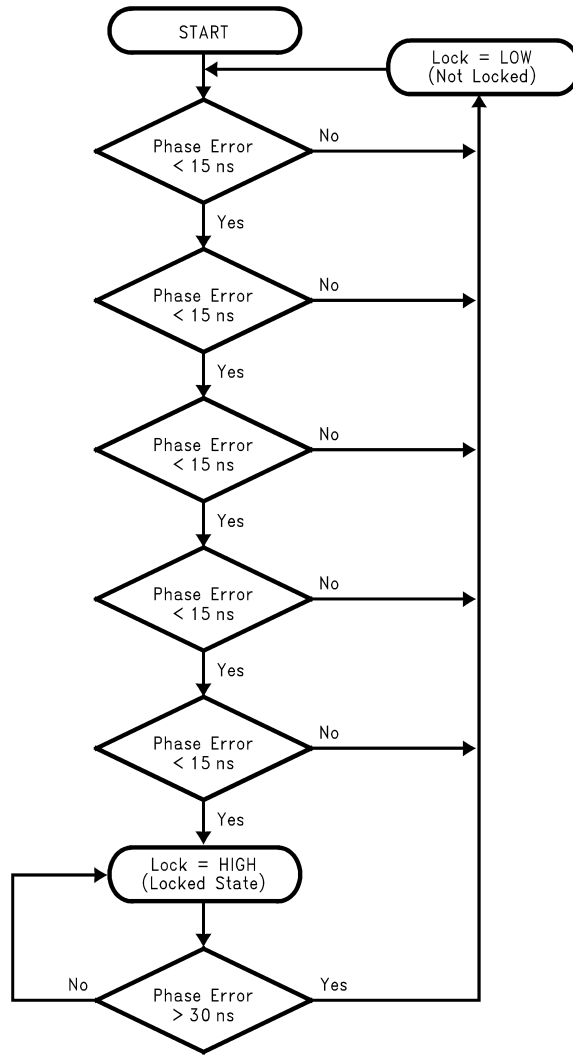 START
Lock = LOW
(Not Locked)
Phase Error
< 15 ns
No
Yes
Phase Error
< 15 ns
No
Yes
Phase Error
< 15 ns
No
Yes
Phase Error
< 15 ns
No
Yes
Phase Error
< 15 ns
No
Yes
Lock = HIGH
(Locked State)
No
Phase Error
> 30 ns
Yes